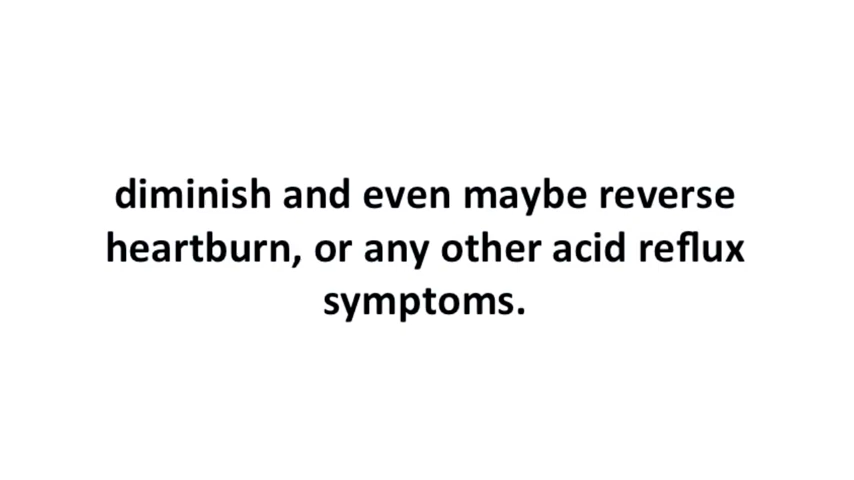 diminish and even maybe reverse
heartburn, or any other acid reflux
symptoms.